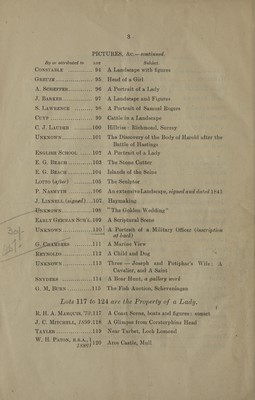 3
PICTURES, &c.—continued.
By or attributed to LOT Subject.
CONSTABLE 94 A Landscape with figures
GREUZE 95 Head of a Girl
A. SCHEFFER 96 A Portrait of a Lady
J. BARKER 97 A Landscape and Figures
S. LAWRENCE 98 A Portrait of Samuel Rogers
CUYP 99 Cattle in a Landscape
C. J. LAUDER 100 Hillrise: Richmond, Surrey
UNKNOWN 101 The Discovery of the Body of Harold after the
Battle of Hastings
ENGLISH SCHOOL 102 A Portrait of a Lady
E. O. BEACH 103 The Stone Cutter
E. O. BEACH 104 Islands of the Seine
LOTTO (after) 105 The Sculptor
P. NASMYTH 106 An extensive Landscape, signed and dated 1841
J. LINNELL (signed) 107 Haymaking
UNKNOWN 108 "The Golden Wedding"
EARLY GERMAN SCH'L. 109 A Scriptural Scene
UNKNOWN 110 A Portrait of a Military Officer (inscription
at back)
G. CHAMBERS 111 A Marine View
REYNOLDS 112 A Child and Dog
UNKNOWN 113 Three — Joseph and Potiphar's Wife; A
Cavalier, and A Saint
SNYDERS 114 A Boar Hunt, a gallery work
O. M. BURN 115 The Fish Auction, Scheveningen
Lots 117 to 124 are the Property of a Lady.
R. H. A. MARQUIS, '73 117 A Coast Scene, boats and figures: sunset
J. C. MITCHELL, 1890 118 A Glimpse from Corstorphine Head
TAYLER 119 Near Tarbet, Loch Lomond
W. H. PATON, R.S.A., 1869 120 Aros Castle, Mull